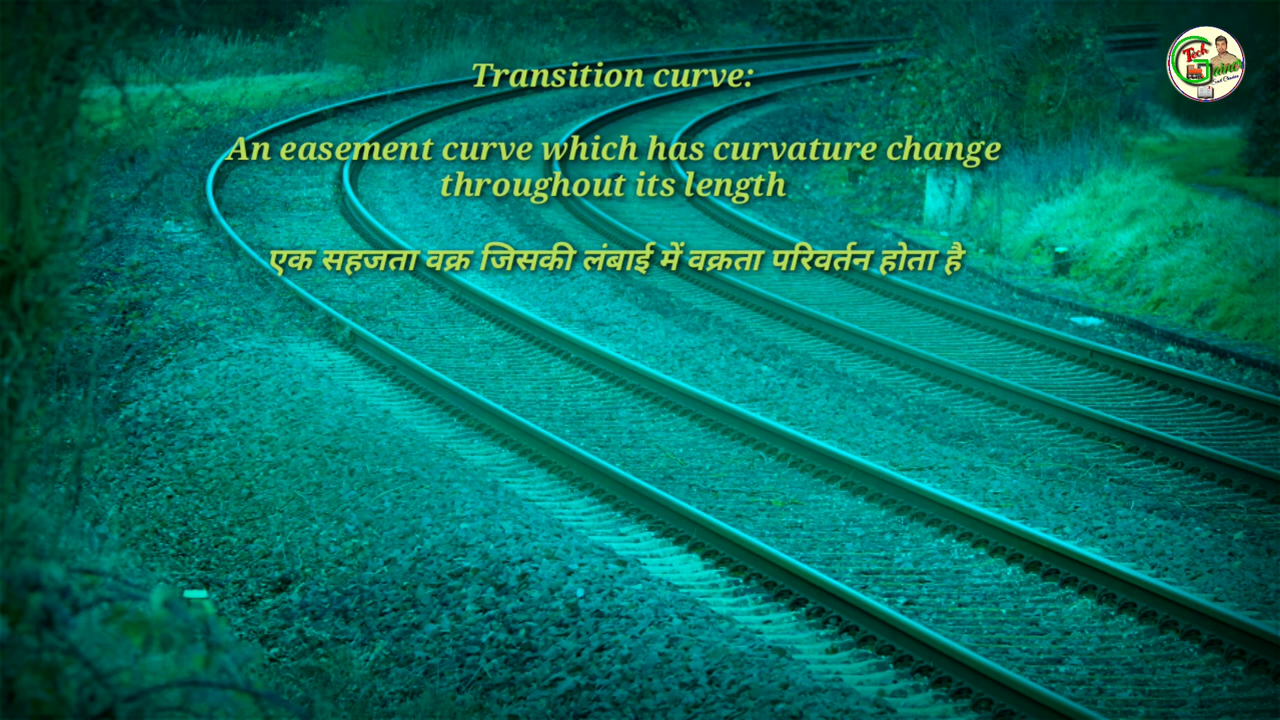 Transition curve:
An easement curve which has curvature change
throughout its length
एक सहजता वक्र जिसकी लंबाई में वक्रता परिवर्तन होता है
Tech